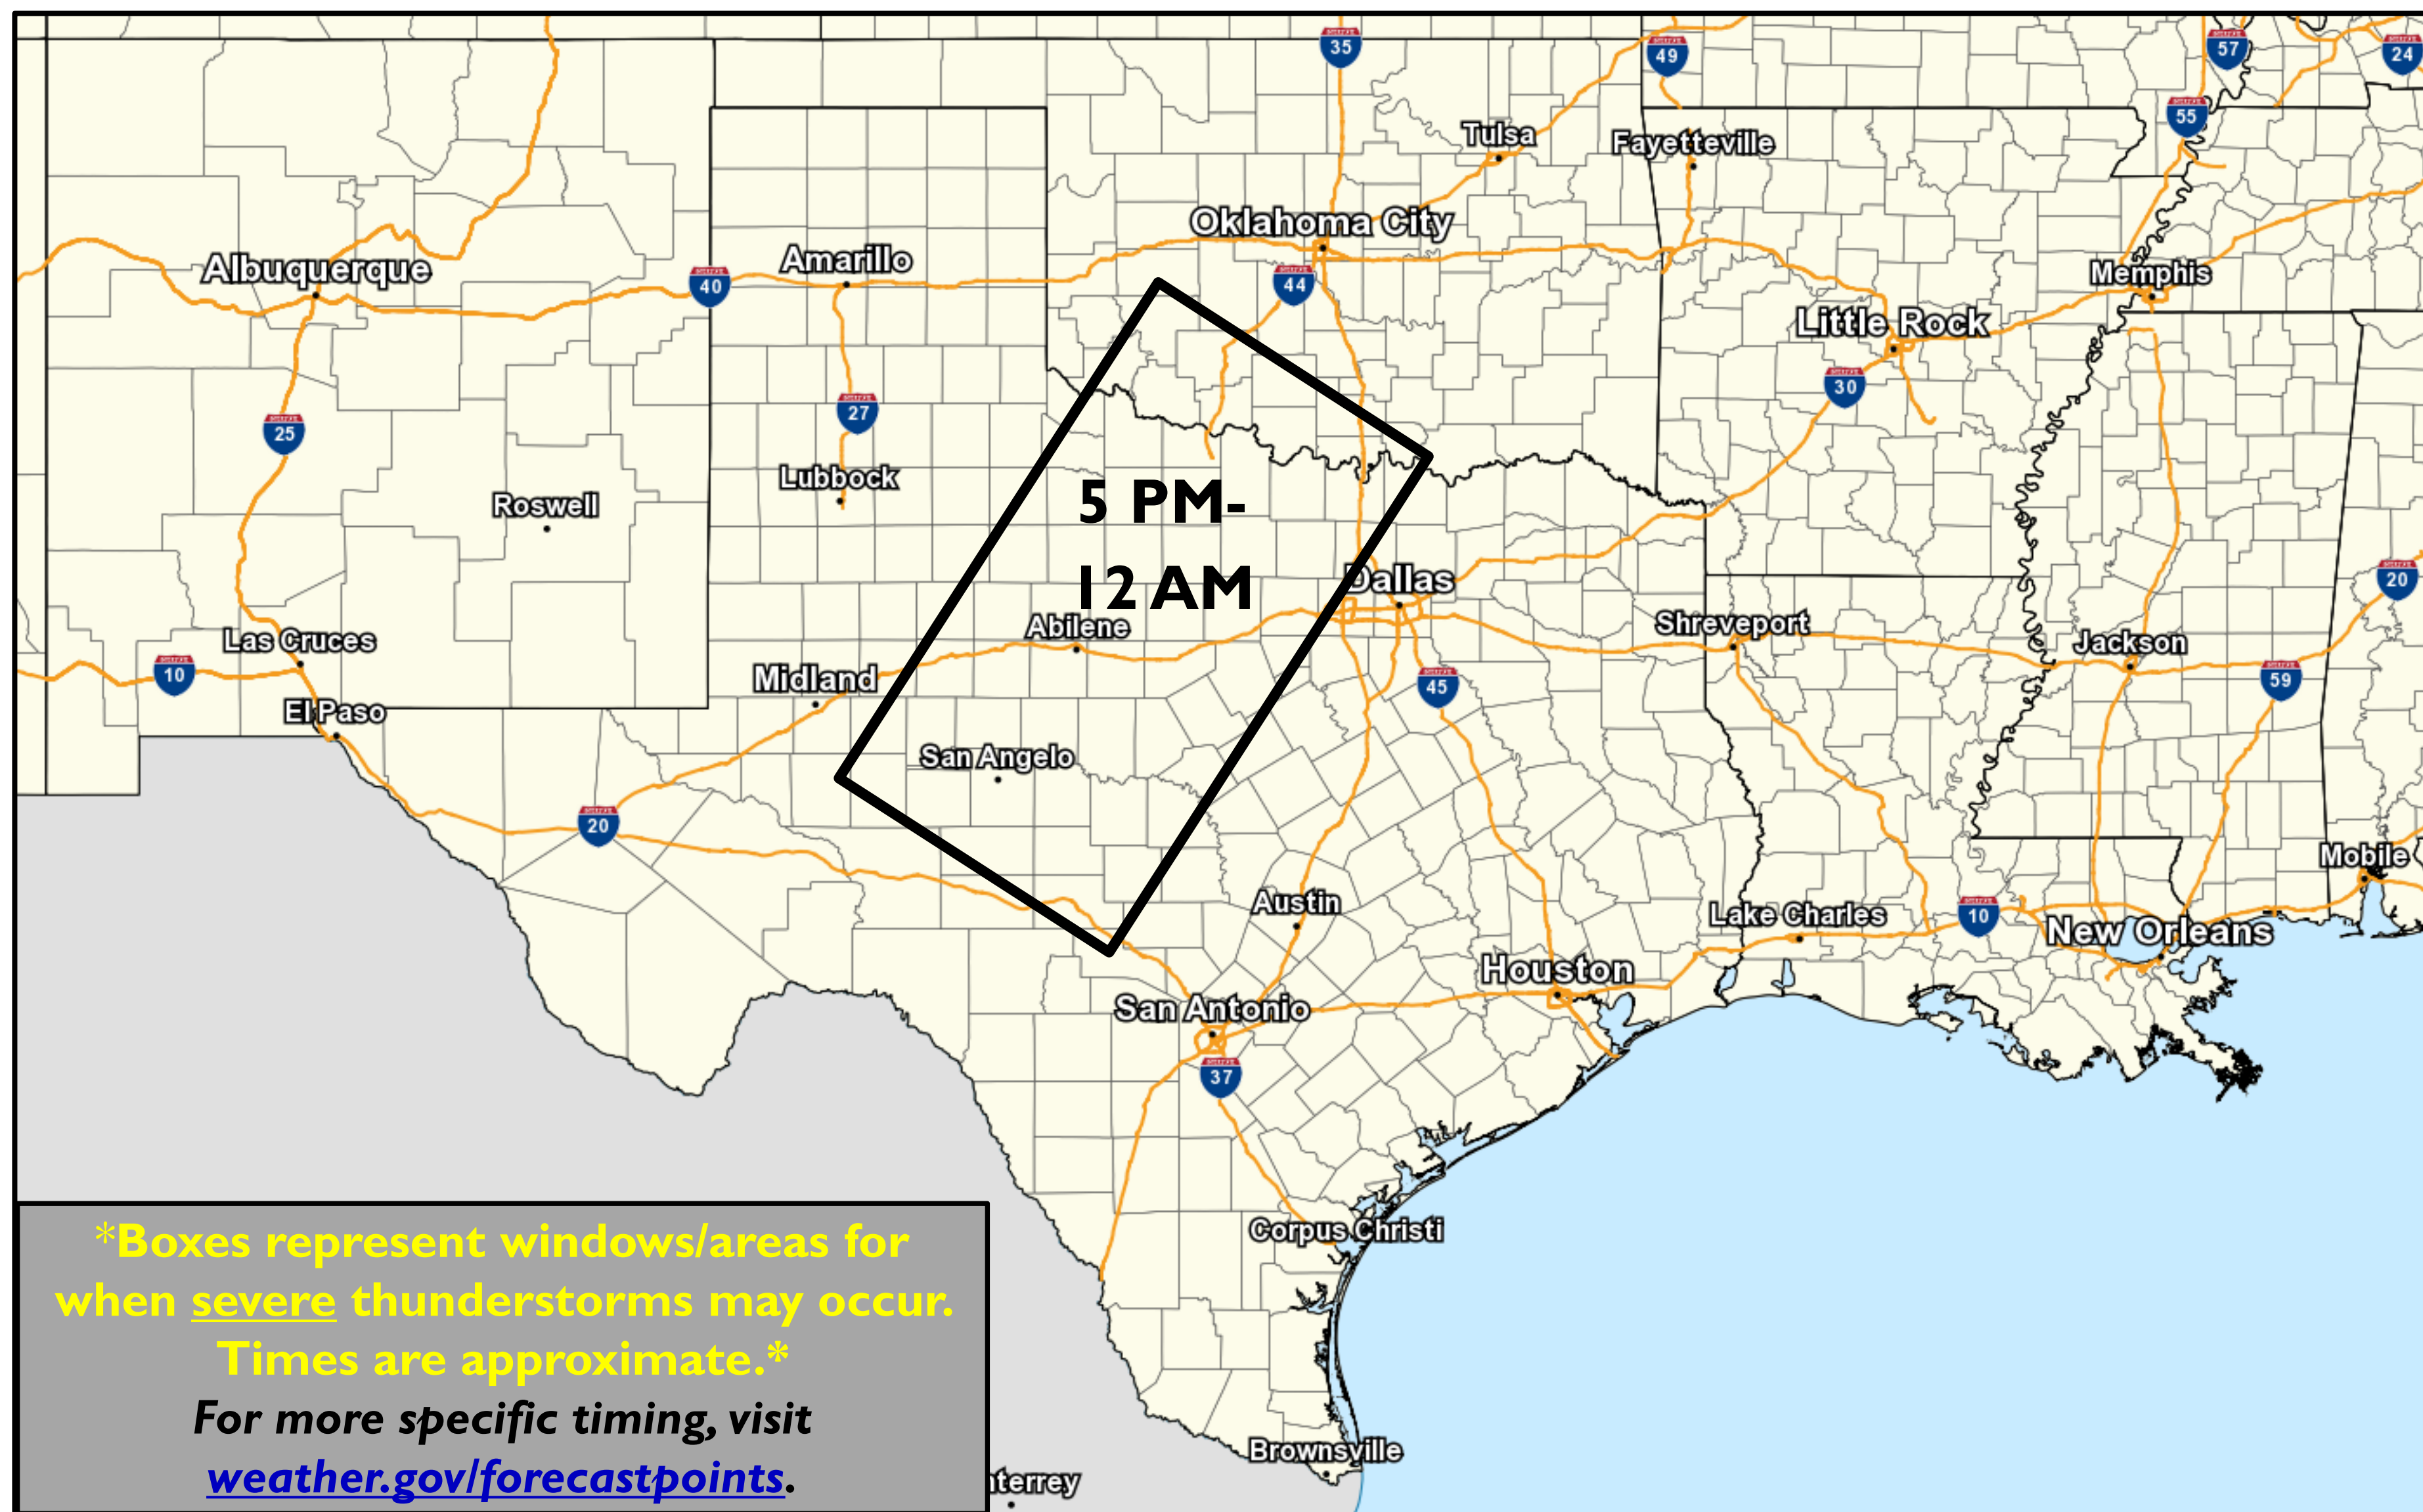 35
49
57
24
55
Tulsa
Fayetteville
Oklahoma City
Albuquerque
40
Amarillo
44
Memphis
Little Rock
30
27
25
Lubbock
Roswell
5 PM-
12 AM
Dallas
20
Abilene
Shreveport
Las Cruces
Jackson
10
Midland
45
59
El Paso
San Angelo
20
Mobile
Austin
Lake Charles
10
New Orleans
Houston
San Antonio
37
Corpus Christi
*Boxes represent windows/areas for
when severe thunderstorms may occur.
Times are approximate.*
For more specific timing, visit
weather.gov/forecastpoints.
Brownsville
nterrey